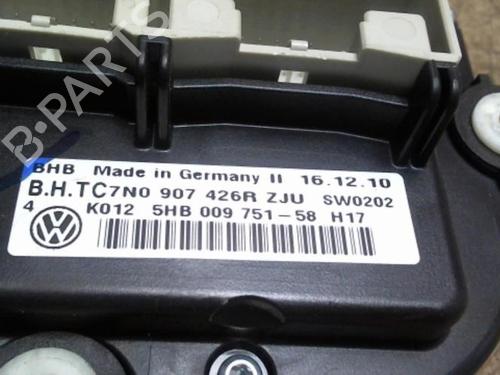 B-PARTS
BHB Made in Germany II 16.12.10
B.H.TC7N0 907 426R ZJU SW0202
4 K012 5HB 009 751-58 H17